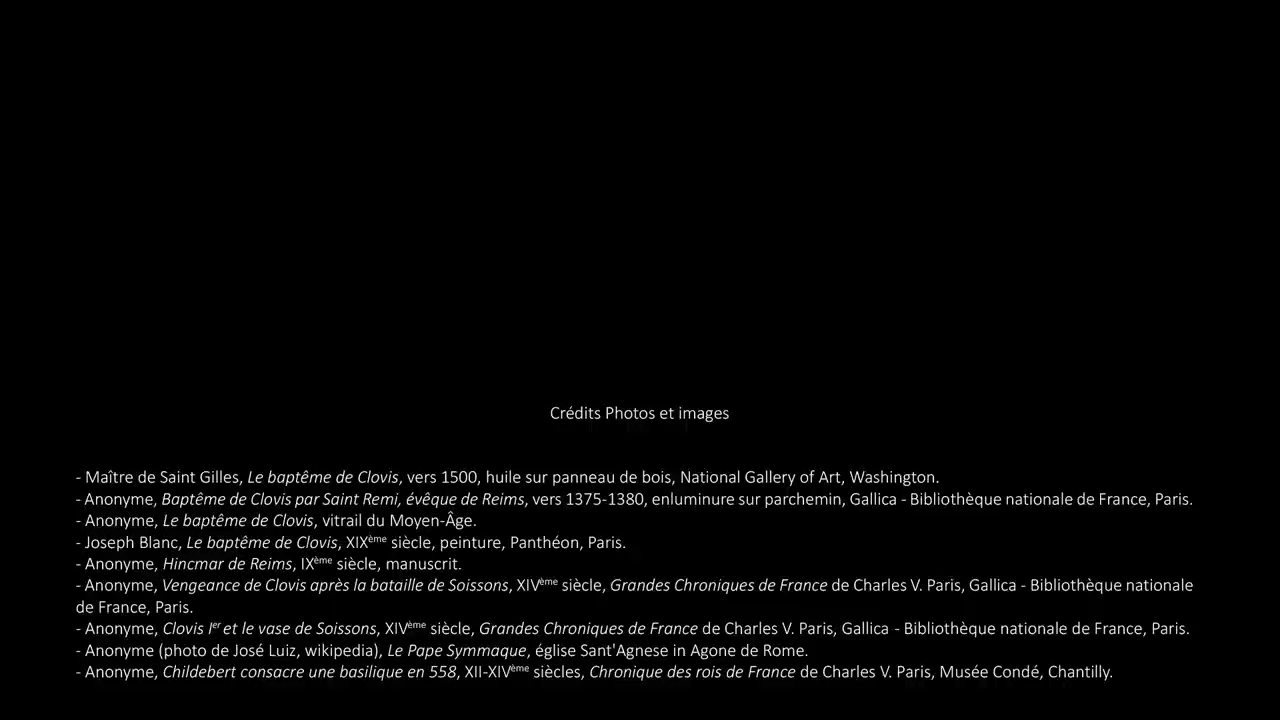 Crédits Photos et images
- Maître de Saint Gilles, Le baptême de Clovis, vers 1500, huile sur panneau de bois, National Gallery of Art, Washington.
- Anonyme, Baptême de Clovis par Saint Remi, évêque de Reims, vers 1375-1380, enluminure sur parchemin, Gallica - Bibliothèque nationale de France, Paris.
- Anonyme, Le baptême de Clovis, vitrail du Moyen-Âge.
- Joseph Blanc, Le baptême de Clovis, XIXème siècle, peinture, Panthéon, Paris.
- Anonyme, Hincmar de Reims, IXème siècle, manuscrit.
- Anonyme, Vengeance de Clovis après la bataille de Soissons, XIVème siècle, Grandes Chroniques de France de Charles V. Paris, Gallica - Bibliothèque nationale
de France, Paris.
- Anonyme, Clovis Ier et le vase de Soissons, XIVème siècle, Grandes Chroniques de France de Charles V. Paris, Gallica - Bibliothèque nationale de France, Paris.
- Anonyme (photo de José Luiz, wikipedia), Le Pape Symmaque, église Sant'Agnese in Agone de Rome.
- Anonyme, Childebert consacre une basilique en 558, XII-XIVème siècles, Chronique des rois de France de Charles V. Paris, Musée Condé, Chantilly.